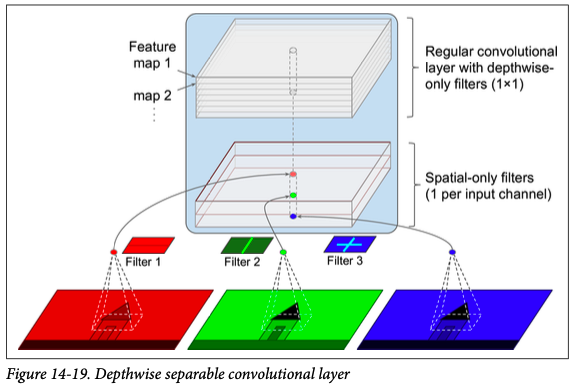 Feature
map 1
map 2
Regular convolutional
layer with depthwise-
only filters (1×1)
Spatial-only filters
(1 per input channel)
Filter 1
Filter 2
Filter 3
Figure 14-19. Depthwise separable convolutional layer